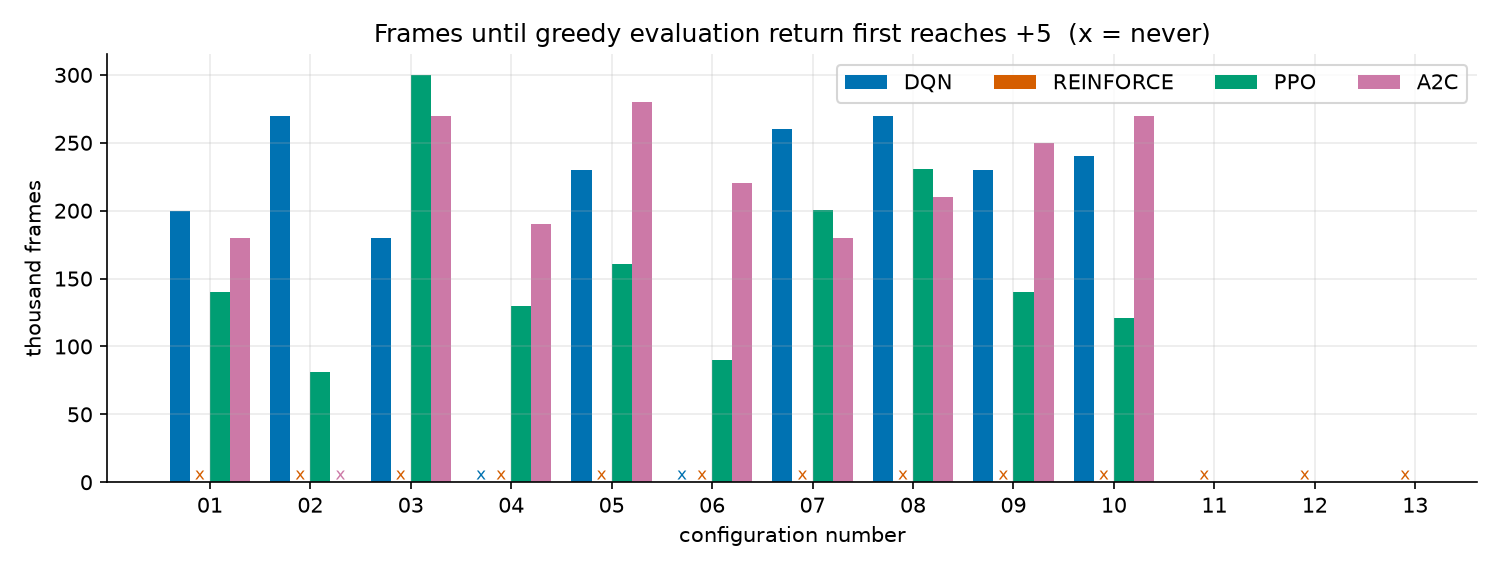 Frames until greedy evaluation return first reaches +5 (x = never)
DQN REINFORCE PPO A2C
300
250
200
150
100
50
0
thousand frames
x x x x x x x x x x x x x x x x
01 02 03 04 05 06 07 08 09 10 11 12 13
configuration number